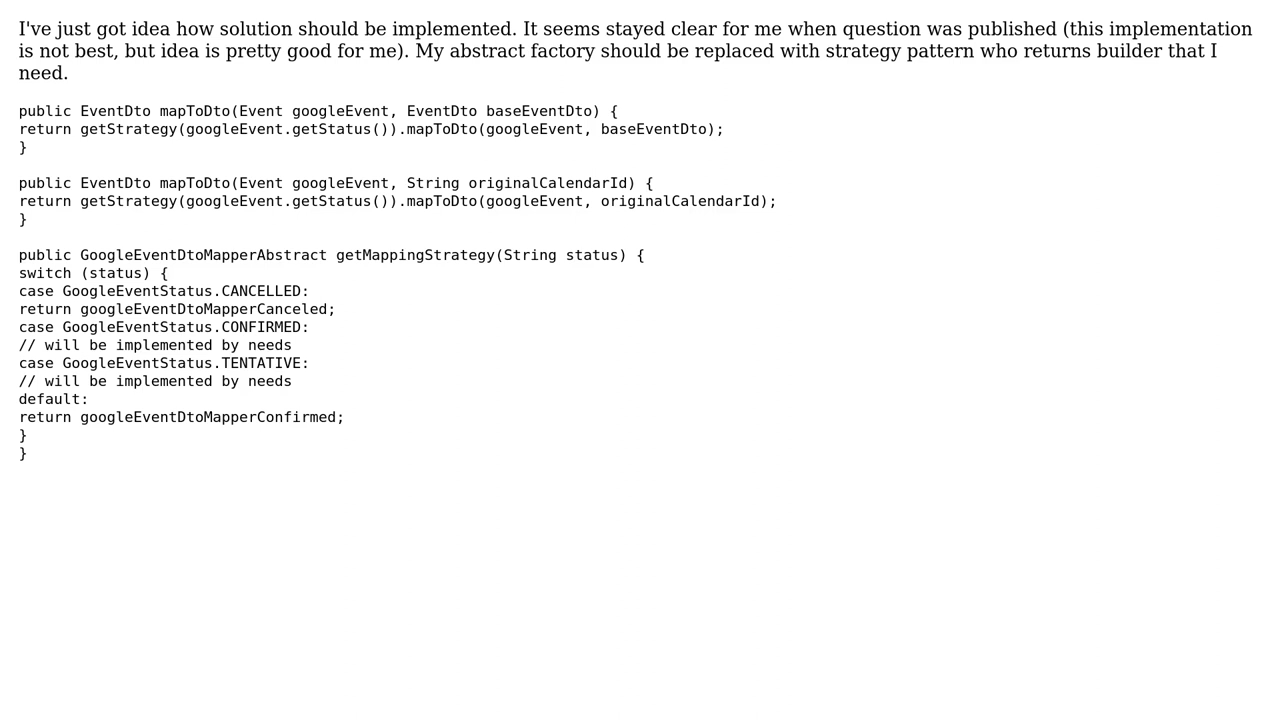 I've just got idea how solution should be implemented. It seems stayed clear for me when question was published (this implementation
is not best, but idea is pretty good for me). My abstract factory should be replaced with strategy pattern who returns builder that I
need.
public EventDto mapToDto(Event googleEvent, EventDto baseEventDto) {
return getStrategy(googleEvent.getStatus()).mapToDto(googleEvent, baseEventDto);
}
public EventDto mapToDto(Event googleEvent, String originalCalendarId) {
return getStrategy(googleEvent.getStatus()).mapToDto(googleEvent, originalCalendarId);
}
public GoogleEventDtoMapperAbstract getMappingStrategy(String status) {
switch (status) {
case GoogleEventStatus.CANCELLED:
return googleEventDtoMapperCanceled;
case GoogleEventStatus.CONFIRMED:
// will be implemented by needs
case GoogleEventStatus.TENTATIVE:
// will be implemented by needs
default:
return googleEventDtoMapperConfirmed;
}
}